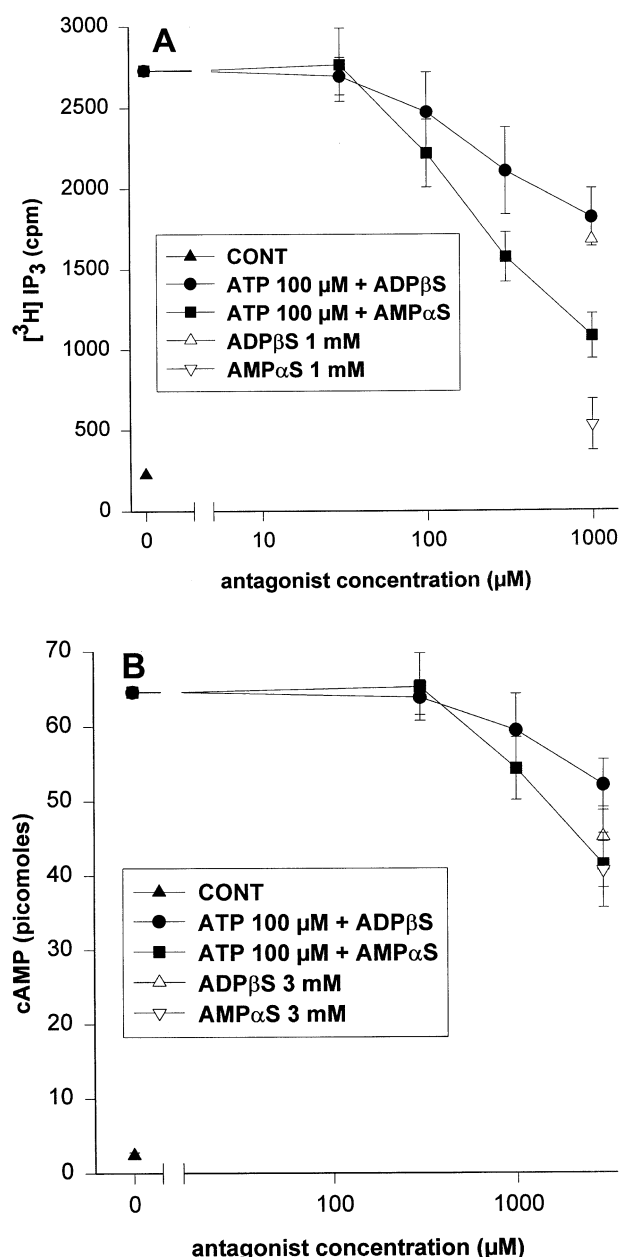 A
3000
2500
2000
1500
1000
500
0
[³H] IP₃ (cpm)
CONT
ATP 100 µM + ADPβS
ATP 100 µM + AMPαS
ADPβS 1 mM
AMPαS 1 mM
0 10 100 1000
antagonist concentration (µM)
B
70
60
50
40
30
20
10
0
cAMP (picomoles)
CONT
ATP 100 µM + ADPβS
ATP 100 µM + AMPαS
ADPβS 3 mM
AMPαS 3 mM
0 100 1000
antagonist concentration (µM)